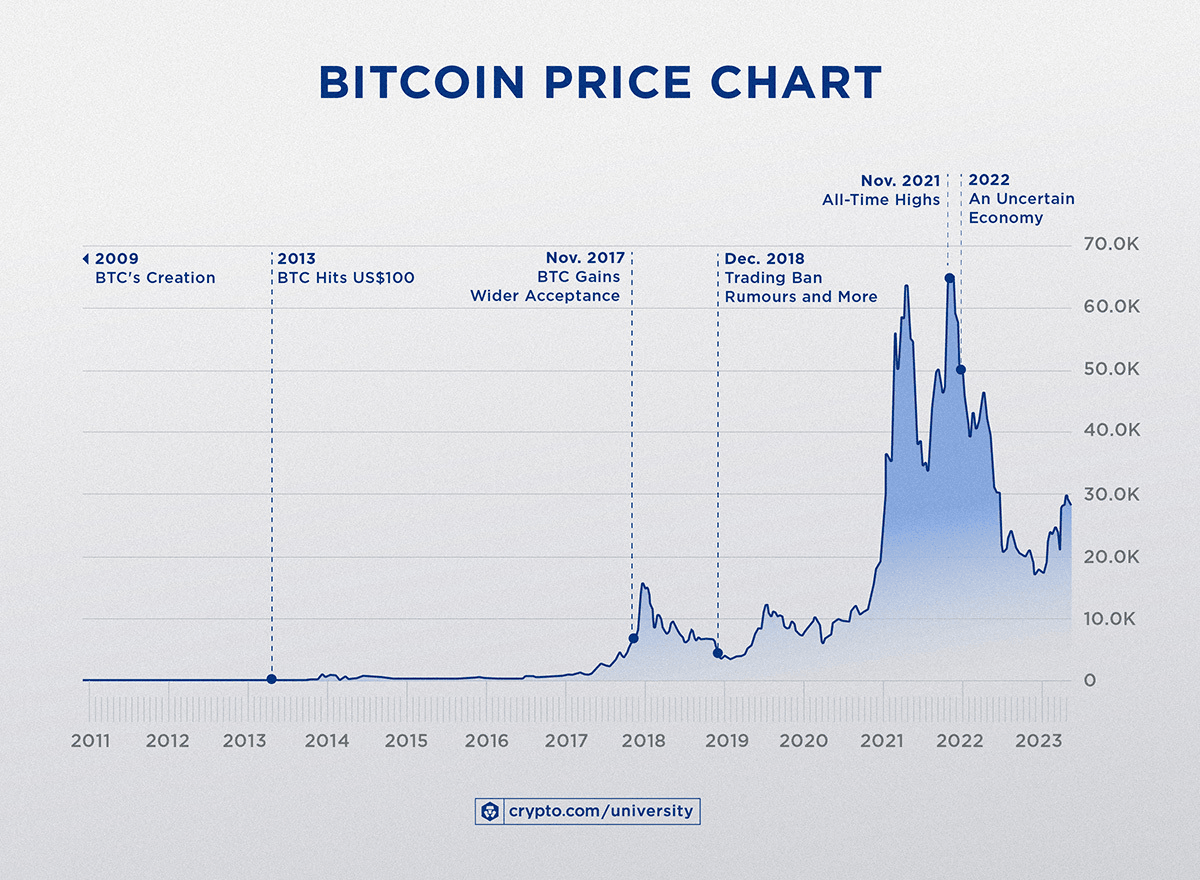 BITCOIN PRICE CHART
Nov. 2021
All-Time Highs
2022
An Uncertain
Economy
2009
BTC's Creation
2013
BTC Hits US$100
Nov. 2017
BTC Gains
Wider Acceptance
Dec. 2018
Trading Ban
Rumours and More
70.0K
60.0K
50.0K
40.0K
30.0K
20.0K
10.0K
0
2011 2012 2013 2014 2015 2016 2017 2018 2019 2020 2021 2022 2023
crypto.com/university